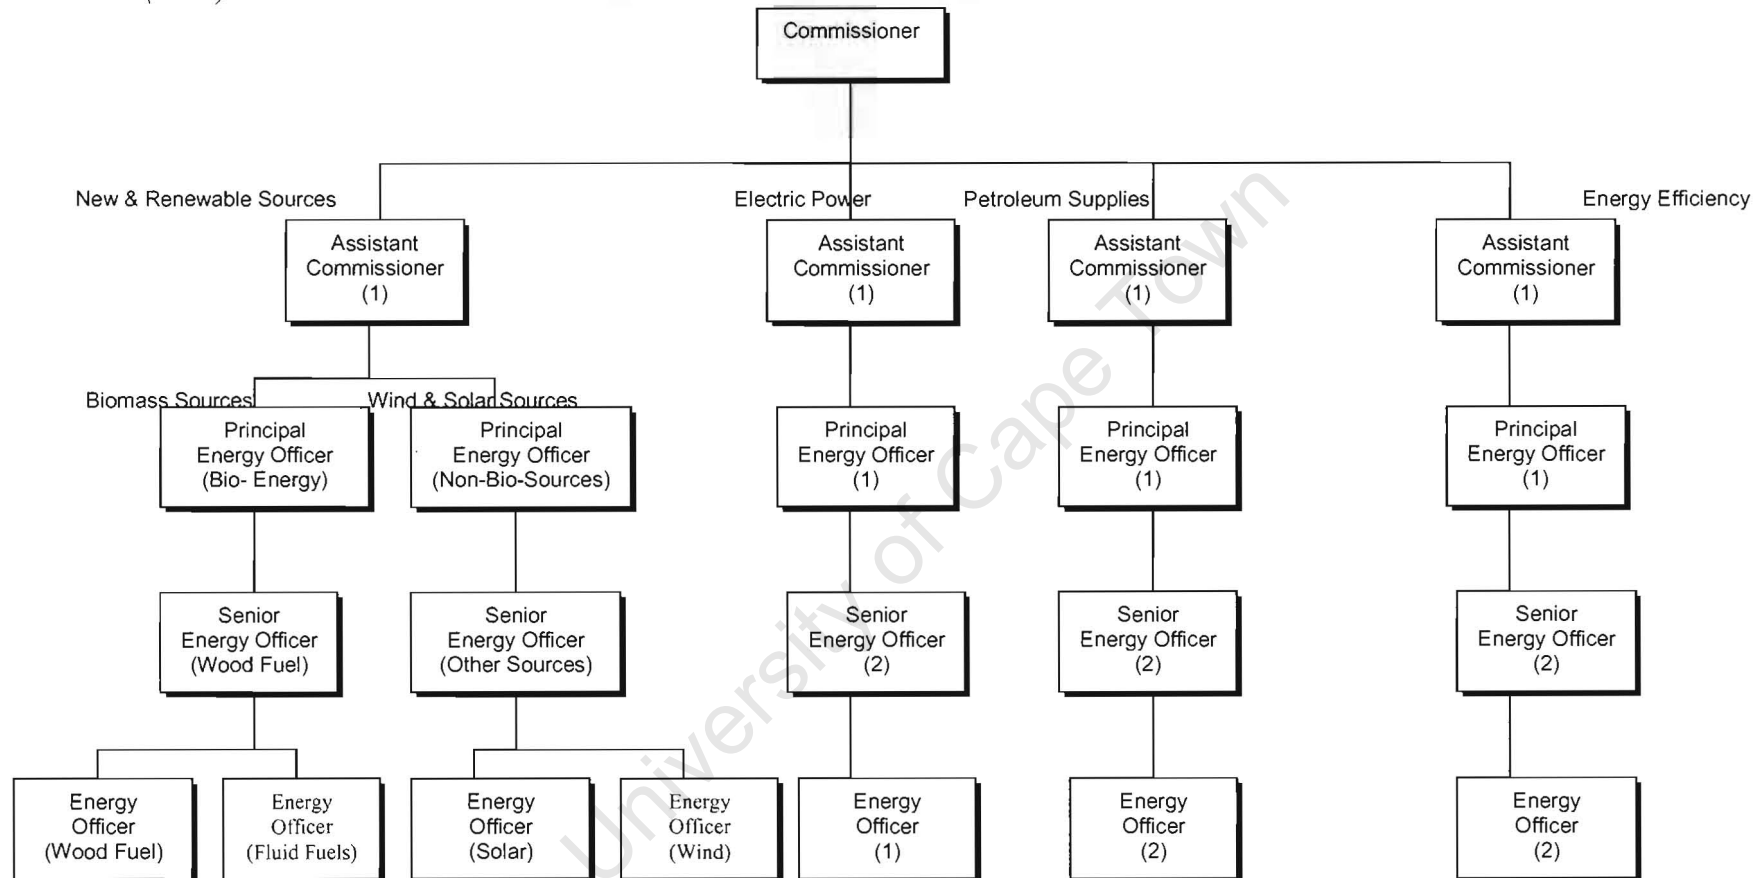 Commissioner
New & Renewable Sources
Electric Power
Petroleum Supplies
Energy Efficiency
Assistant
Commissioner
(1)
Assistant
Commissioner
(1)
Assistant
Commissioner
(1)
Assistant
Commissioner
(1)
Biomass Sources
Wind & Solar Sources
Principal
Energy Officer
(Bio- Energy)
Principal
Energy Officer
(Non-Bio-Sources)
Principal
Energy Officer
(1)
Principal
Energy Officer
(1)
Principal
Energy Officer
(1)
Senior
Energy Officer
(Wood Fuel)
Senior
Energy Officer
(Other Sources)
Senior
Energy Officer
(2)
Senior
Energy Officer
(2)
Senior
Energy Officer
(2)
Energy
Officer
(Wood Fuel)
Energy
Officer
(Fluid Fuels)
Energy
Officer
(Solar)
Energy
Officer
(Wind)
Energy
Officer
(1)
Energy
Officer
(2)
Energy
Officer
(2)
University of Cape Town